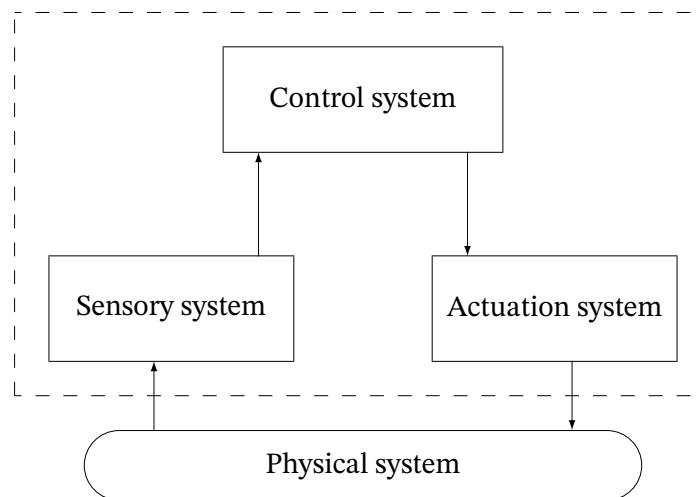 Control system
Sensory system
Actuation system
Physical system